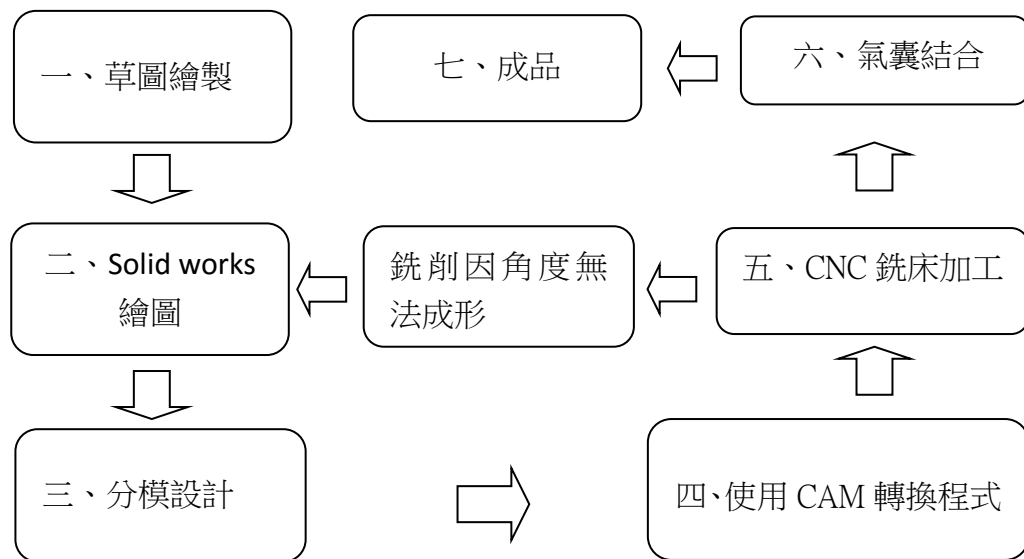 一、草圖繪製
七、成品
六、氣囊結合
二、Solid works
繪圖
銑削因角度無
法成形
五、CNC 銑床加工
三、分模設計
四、使用 CAM 轉換程式